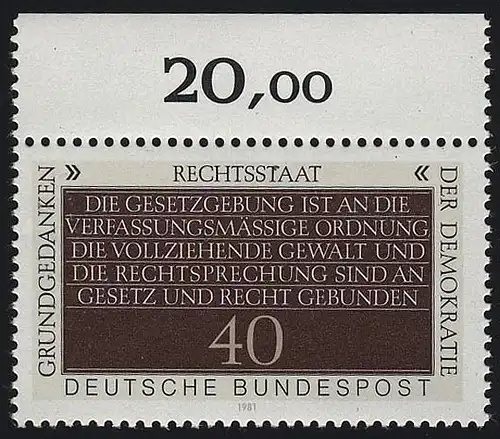 20,00
» RECHTSSTAAT «
GRUNDGEDANKEN
DER DEMOKRATIE
DIE GESETZGEBUNG IST AN DIE
VERFASSUNGSMÄSSIGE ORDNUNG
DIE VOLLZIEHENDE GEWALT UND
DIE RECHTSPRECHUNG SIND AN
GESETZ UND RECHT GEBUNDEN
40
DEUTSCHE BUNDESPOST
1981